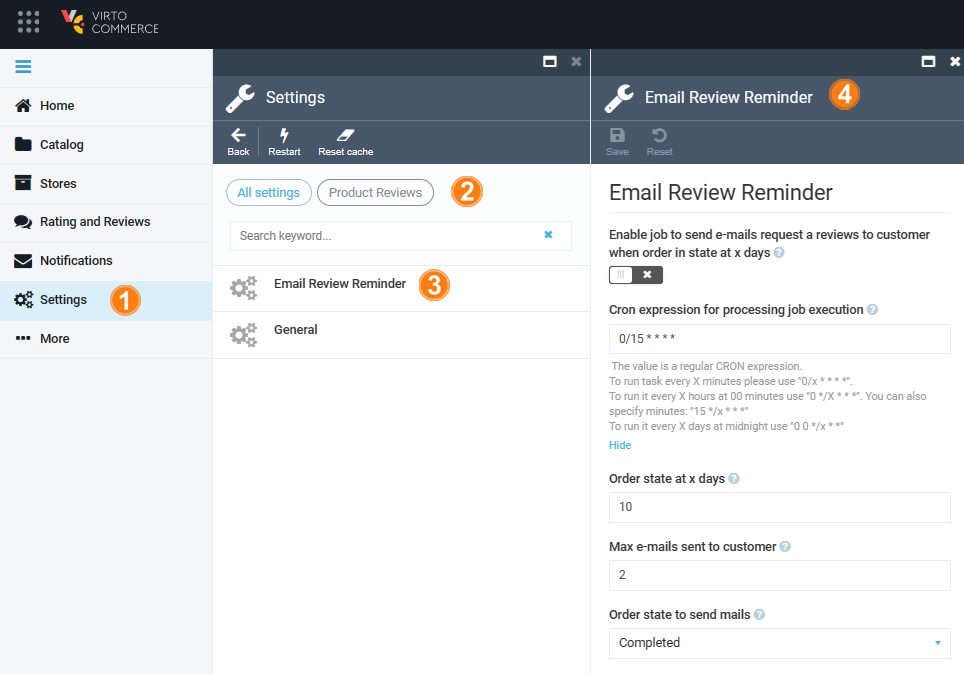 VIRTO
COMMERCE
Home
Catalog
Stores
Rating and Reviews
Notifications
Settings 1
More
Settings
Back Restart Reset cache
All settings Product Reviews 2
Search keyword...
Email Review Reminder 3
General
Email Review Reminder 4
Save Reset
Email Review Reminder
Enable job to send e-mails request a reviews to customer
when order in state at x days ?
Cron expression for processing job execution ?
0/15 * * * *
The value is a regular CRON expression.
To run task every X minutes please use "0/x * * * *".
To run it every X hours at 00 minutes use "0 */X * * *". You can also
specify minutes: "15 */x * * *"
To run it every X days at midnight use "0 0 */x * *"
Hide
Order state at x days ?
10
Max e-mails sent to customer ?
2
Order state to send mails ?
Completed